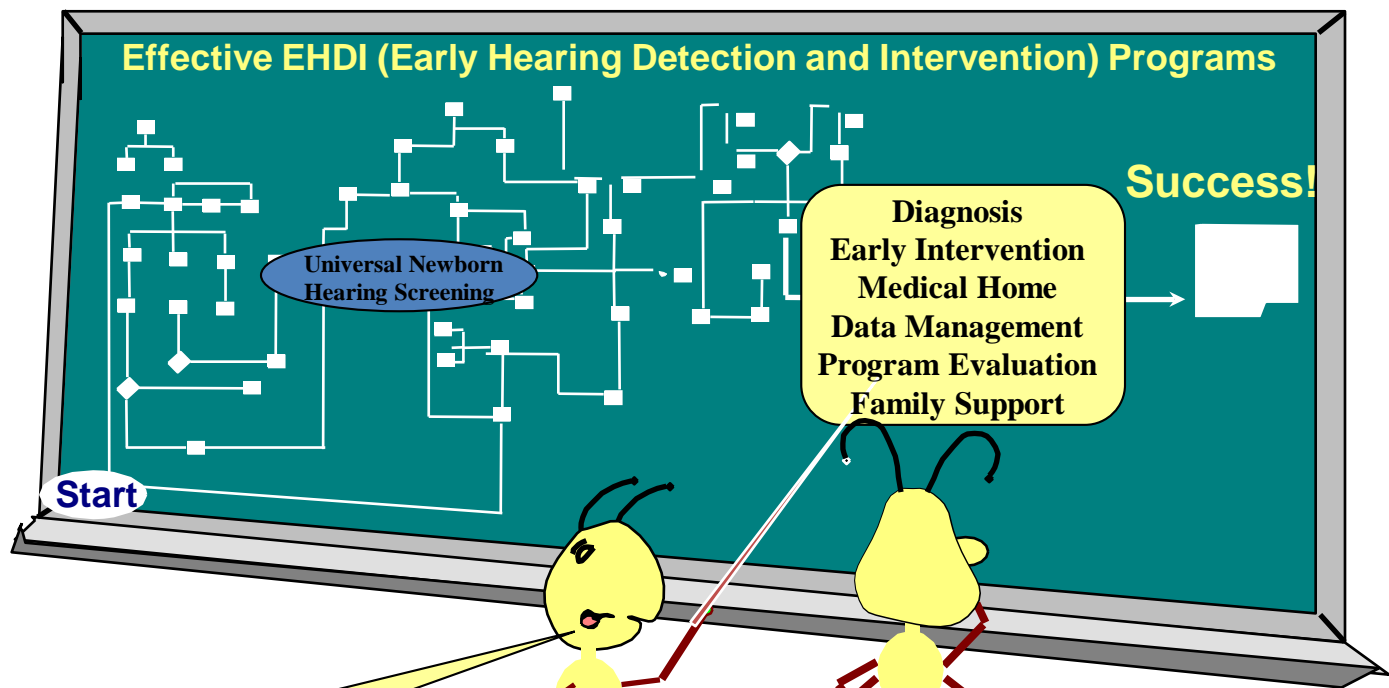 Effective EHDI (Early Hearing Detection and Intervention) Programs
Success!
Universal Newborn
Hearing Screening
Diagnosis
Early Intervention
Medical Home
Data Management
Program Evaluation
Family Support
Start